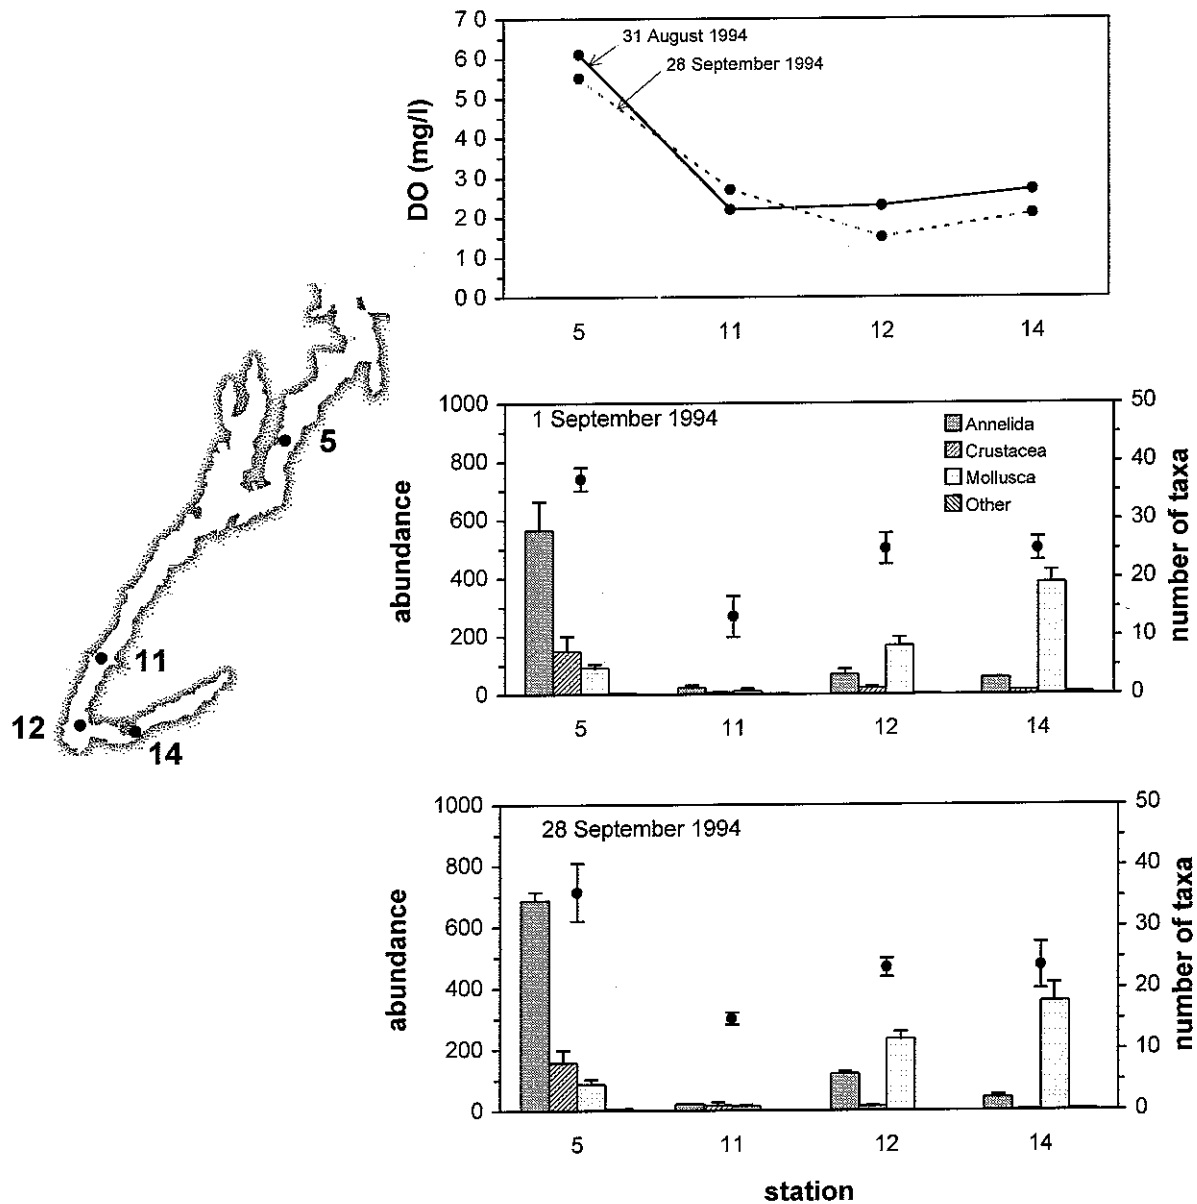 7 0
6 0
5 0
4 0
3 0
2 0
1 0
0 0
DO (mg/l)
31 August 1994
28 September 1994
5 11 12 14
5
11
12
14
1 September 1994
1000
800
600
400
200
0
abundance
50
40
30
20
10
0
number of taxa
Annelida
Crustacea
Mollusca
Other
5 11 12 14
28 September 1994
1000
800
600
400
200
0
abundance
50
40
30
20
10
0
number of taxa
5 11 12 14
station